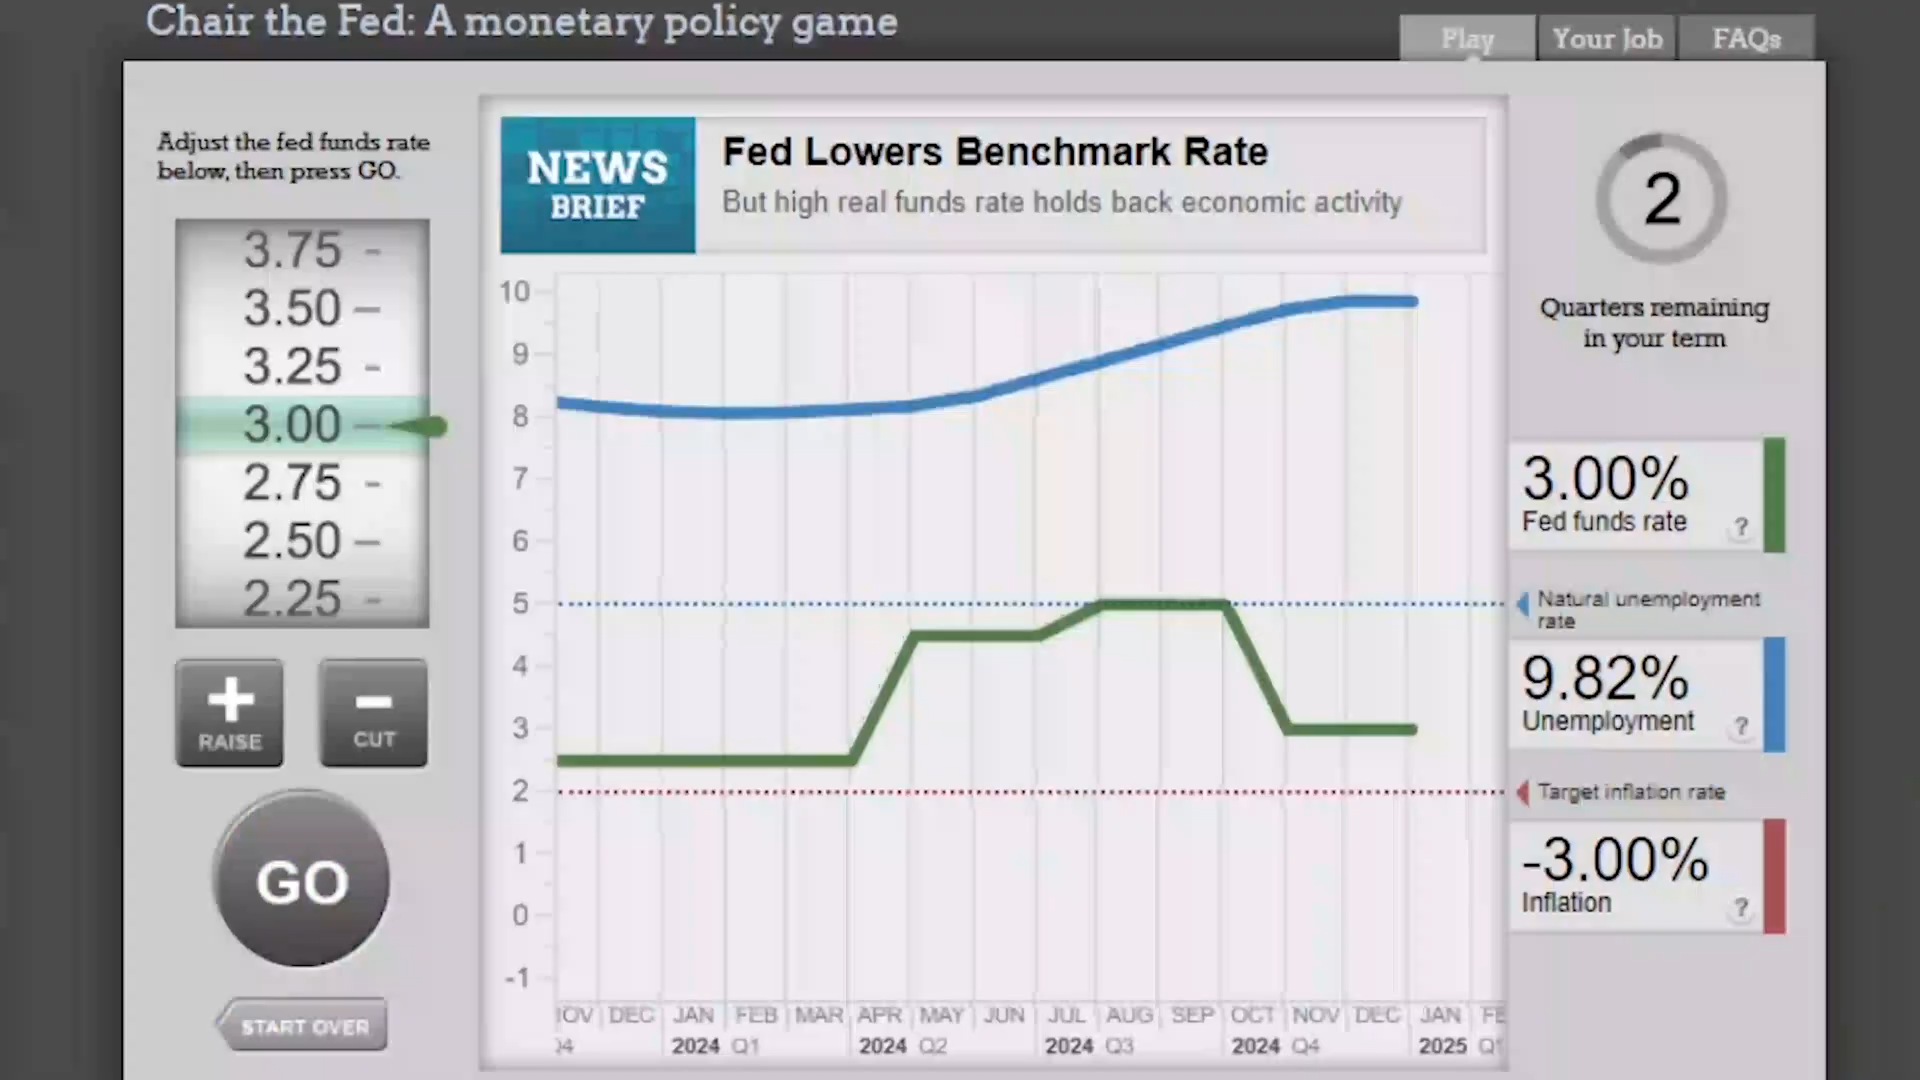 Chair the Fed: A monetary policy game
Play
Your Job
FAQs
Adjust the fed funds rate
below, then press GO.
3.75
3.50
3.25
3.00
2.75
2.50
2.25
+
RAISE
-
CUT
GO
START OVER
NEWS
BRIEF
Fed Lowers Benchmark Rate
But high real funds rate holds back economic activity
10
9
8
7
6
5
4
3
2
1
0
-1
DEC JAN FEB MAR APR MAY JUN JUL AUG SEP OCT NOV DEC JAN
2024 Q1 2024 Q2 2024 Q3 2024 Q4 2025
2
Quarters remaining
in your term
3.00%
Fed funds rate
?
Natural unemployment
rate
9.82%
Unemployment
?
Target inflation rate
-3.00%
Inflation
?